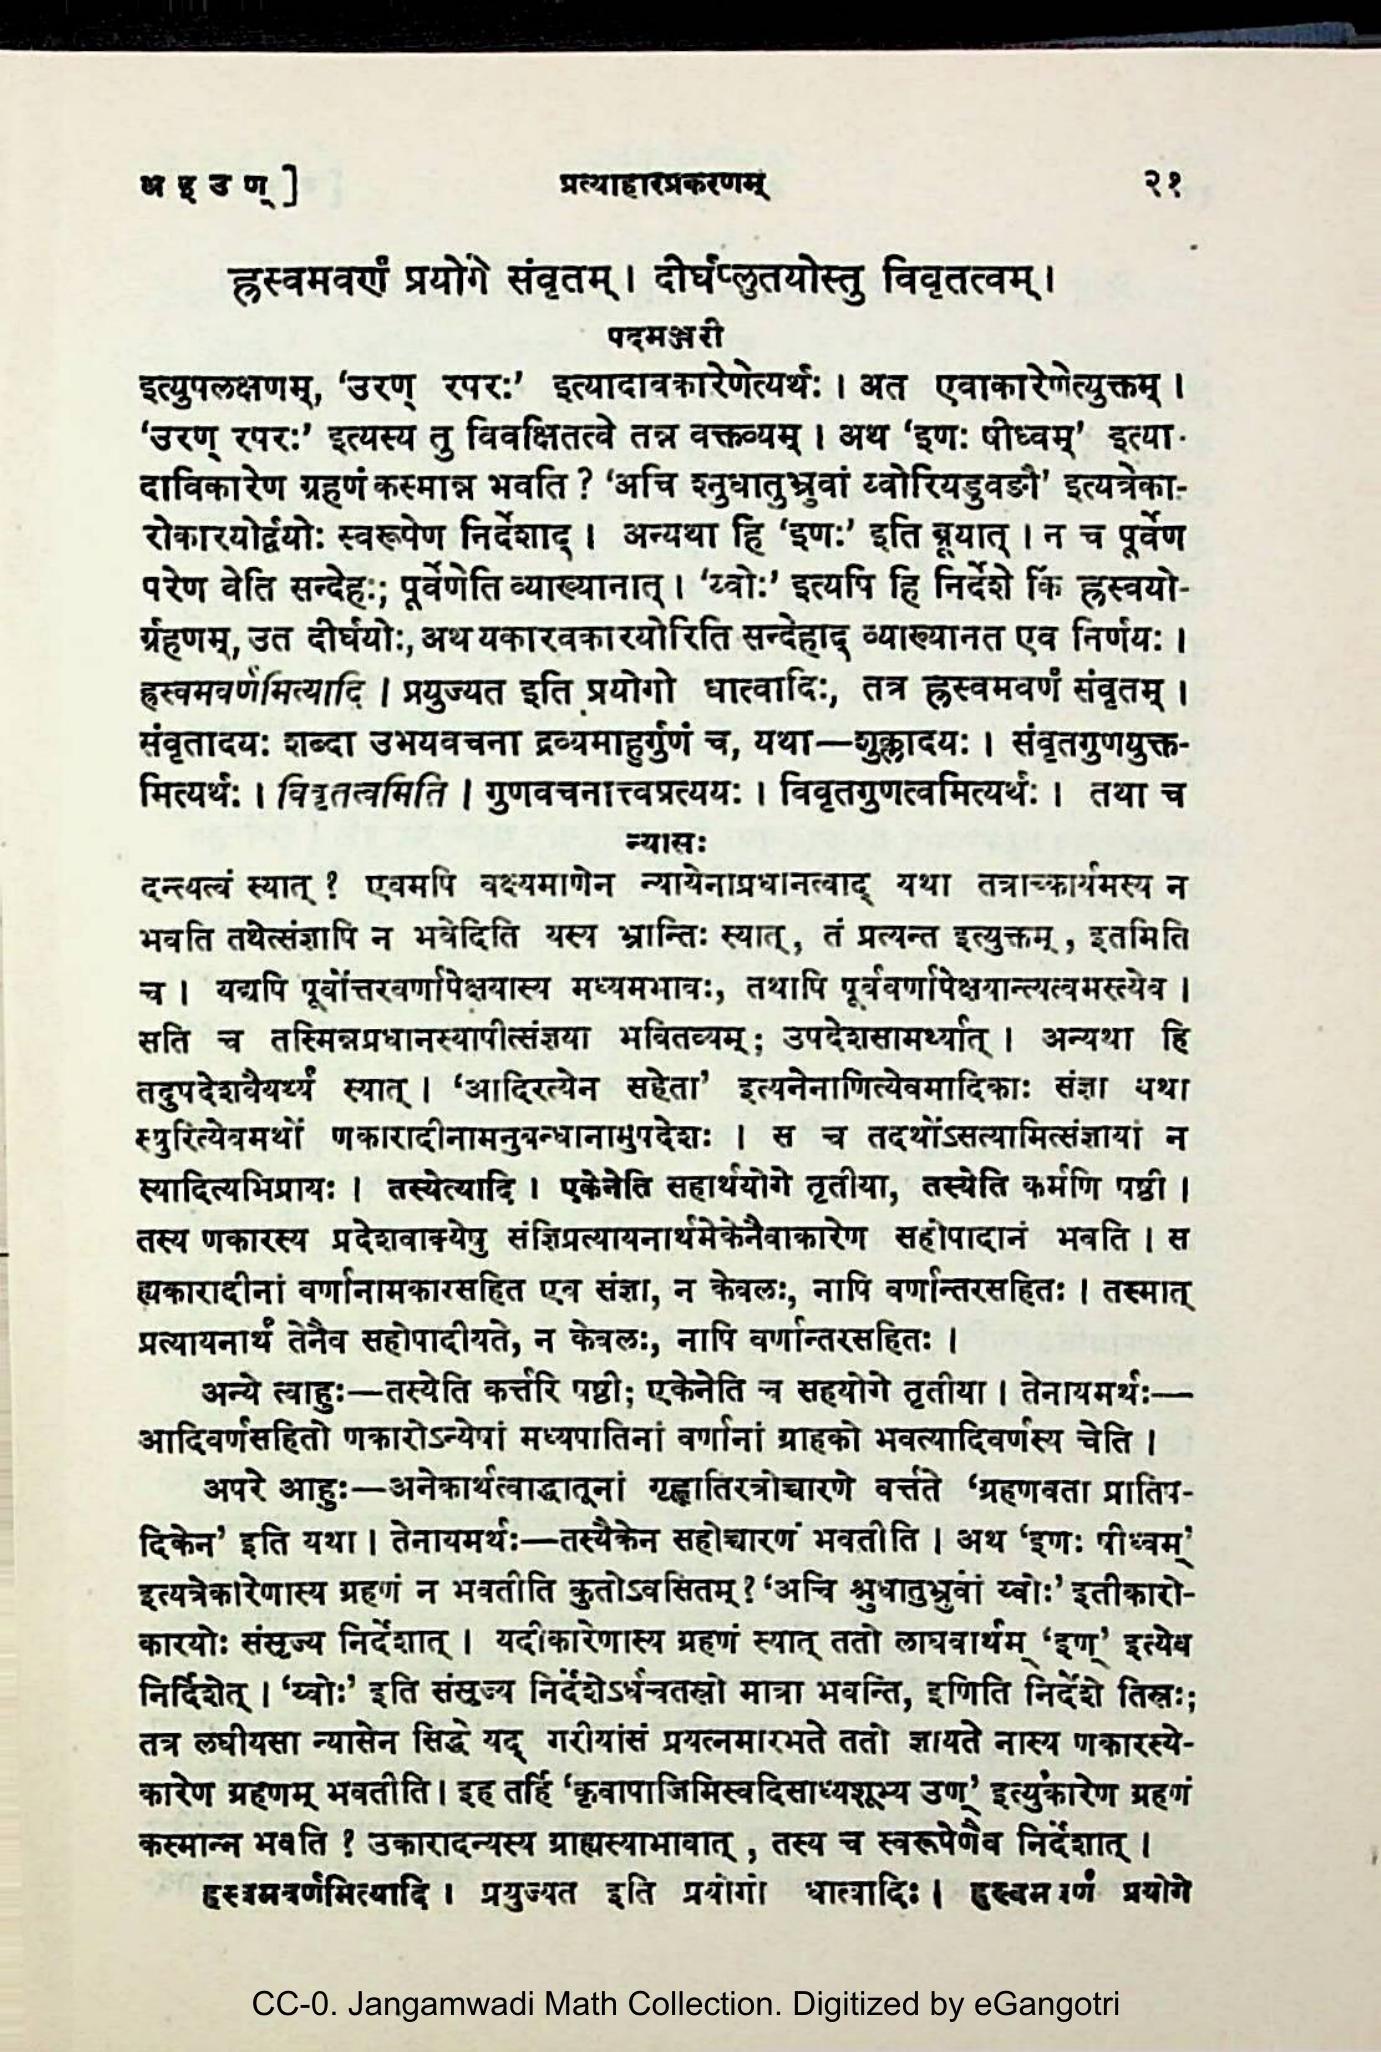 अ इ उ ण् ] प्रत्याहारप्रकरणम् २१
ह्रस्वमवर्णं प्रयोगे संवृतम् । दीर्घप्लुतयोस्तु विवृतत्वम् ।
पदमञ्जरी
इत्युपलक्षणम्, ‘उरण् रपरः’ इत्यादावकारेणेत्यर्थः । अत एवाकारेणेत्युक्तम् ।
‘उरण् रपरः’ इत्यस्य तु विवक्षितत्वे तन्न वक्तव्यम् । अथ ‘इणः षीध्वम्’ इत्या-
दाविकारेण ग्रहणं कस्मान्न भवति ? ‘अचि श्नुधातुभ्रुवां य्वोरियङुवङौ’ इत्यत्रेका-
रोकारयोर्द्वयोः स्वरूपेण निर्देशाद् । अन्यथा हि ‘इणः’ इति ब्रूयात् । न च पूर्वेण
परेण वेति सन्देहः; पूर्वेणेति व्याख्यानात् । ‘य्वोः’ इत्यपि हि निर्देशे किं ह्रस्वयो-
र्ग्रहणम्, उत दीर्घयोः, अथ यकारवकारयोरिति सन्देहाद् व्याख्यानत एव निर्णयः ।
ह्रस्वमवर्णमित्यादि । प्रयुज्यत इति प्रयोगो धात्वादिः, तत्र ह्रस्वमवर्णं संवृतम् ।
संवृतादयः शब्दा उभयवचना द्रव्यमाहुर्गुणं च, यथा—शुक्लादयः । संवृतगुणयुक्त-
मित्यर्थः । विवृतत्वमिति । गुणवचनात्त्वप्रत्ययः । विवृतगुणत्वमित्यर्थः । तथा च
न्यासः
दन्त्यत्वं स्यात् ? एवमपि वक्ष्यमाणेन न्यायेनाप्रधानत्वाद् यथा तत्राच्कार्यमस्य न
भवति तथेत्संज्ञापि न भवेदिति यस्य भ्रान्तिः स्यात्, तं प्रत्यन्त इत्युक्तम्, इतमिति
च । यद्यपि पूर्वोत्तरवर्णापेक्षयास्य मध्यमभावः, तथापि पूर्ववर्णापेक्षयान्त्यत्वमस्त्येव ।
सति च तस्मिन्नप्रधानस्यापीत्संज्ञया भवितव्यम्; उपदेशसामर्थ्यात् । अन्यथा हि
तदुपदेशवैयर्थ्यं स्यात् । ‘आदिरत्येन सहेता’ इत्यनेनाणित्येवमादिकाः संज्ञा यथा
स्युरित्येवमर्थो णकारादीनामनुबन्धानामुपदेशः । स च तदर्थोऽसत्यामित्संज्ञायां न
स्यादित्यभिप्रायः । तस्येत्यादि । एकेनेति सहार्थयोगे तृतीया, तस्येति कर्मणि षष्ठी ।
तस्य णकारस्य प्रदेशवाक्येषु संज्ञिप्रत्यायनार्थमेकेनैवाकारेण सहोपादानं भवति । स
ह्यकारादीनां वर्णानामकारसहित एव संज्ञा, न केवलः, नापि वर्णान्तरसहितः । तस्मात्
प्रत्यायनार्थं तेनैव सहोपादीयते, न केवलः, नापि वर्णान्तरसहितः ।
अन्ये त्वाहुः—तस्येति कर्त्तरि षष्ठी; एकेनेति च सहयोगे तृतीया । तेनायमर्थः—
आदिवर्णसहितो णकारोऽन्येषां मध्यपातिनां वर्णानां ग्राहको भवत्यादिवर्णस्य चेति ।
अपरे आहुः—अनेकार्थत्वाद्धातूनां गृह्णातिरत्रोच्चारणे वर्त्तते ‘ग्रहणवता प्रातिप-
दिकेन’ इति यथा । तेनायमर्थः—तस्यैकेन सहोच्चारणं भवतीति । अथ ‘इणः षीध्वम्’
इत्यत्रेकारेणास्य ग्रहणं न भवतीति कुतोऽवसितम् ? ‘अचि श्नुधातुभ्रुवां य्वोः’ इतीकारो-
कारयोः संसृज्य निर्देशात् । यदीकारेणास्य ग्रहणं स्यात् ततो लाघवार्थम् ‘इण्’ इत्येव
निर्दिशेत् । ‘य्वोः’ इति संसृज्य निर्देशेऽर्धचतस्रो मात्रा भवन्ति, इणिति निर्देशे तिस्रः;
तत्र लघीयसा न्यासेन सिद्धे यद् गरीयांसं प्रयत्नमारभते ततो ज्ञायते नास्य णकारस्ये-
कारेण ग्रहणम् भवतीति । इह तर्हि ‘कृवापाजिमिस्वदिसाध्यशूभ्य उण्’ इत्युकारेण ग्रहणं
कस्मान्न भवति ? उकारादन्यस्य ग्राह्यस्याभावात्, तस्य च स्वरूपेणैव निर्देशात् ।
ह्रस्वमवर्णमित्यादि । प्रयुज्यत इति प्रयोगो धात्वादिः । ह्रस्वमवर्णं प्रयोगे
CC-0. Jangamwadi Math Collection. Digitized by eGangotri